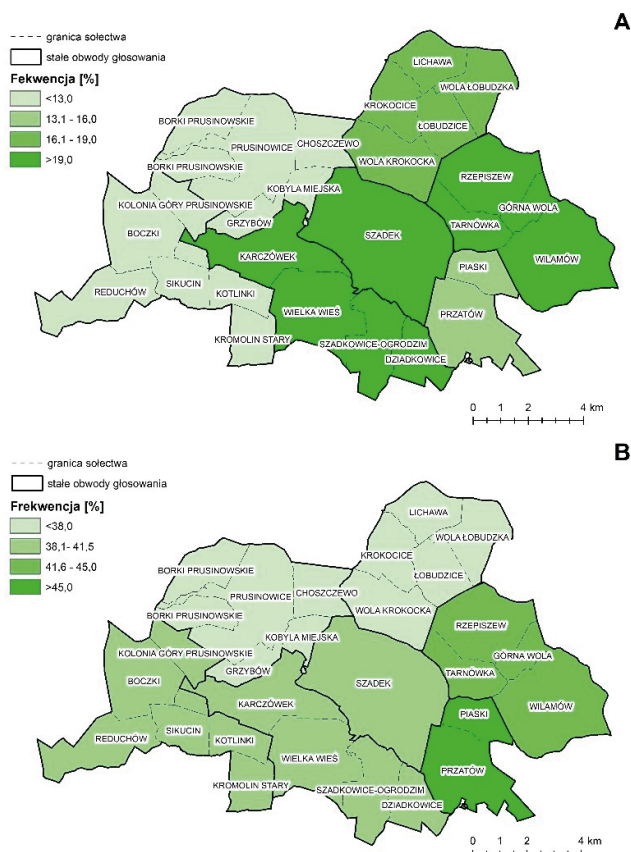 A
granica sołectwa
stałe obwody głosowania
Fekwencja [%]
<13,0
13,1 - 16,0
16,1 - 19,0
>19,0
LICHAWA
WOLA ŁOBUDZKA
KROKOCICE
ŁOBUDZICE
BORKI PRUSINOWSKIE
PRUSINOWICE
CHOSZCZEWO
WOLA KROKOCKA
BORKI PRUSINOWSKIE
RZEPISZEW
KOBYLA MIEJSKA
KOLONIA GÓRY PRUSINOWSKIE
GÓRNA WOLA
GRZYBÓW
TARNÓWKA
BOCZKI
SZADEK
KARCZÓWEK
WILAMÓW
PIASKI
SIKUCIN
REDUCHÓW
KOTLINKI
WIELKA WIEŚ
PRZATÓW
KROMOLIN STARY
SZADKOWICE-OGRODZIM
DZIADKOWICE
0 1 2 4 km
B
granica sołectwa
stałe obwody głosowania
Frekwencja [%]
<38,0
38,1- 41,5
41,6 - 45,0
>45,0
LICHAWA
WOLA ŁOBUDZKA
KROKOCICE
ŁOBUDZICE
BORKI PRUSINOWSKIE
PRUSINOWICE
CHOSZCZEWO
WOLA KROKOCKA
BORKI PRUSINOWSKIE
RZEPISZEW
KOBYLA MIEJSKA
KOLONIA GÓRY PRUSINOWSKIE
GÓRNA WOLA
GRZYBÓW
TARNÓWKA
BOCZKI
SZADEK
KARCZÓWEK
WILAMÓW
PIASKI
SIKUCIN
REDUCHÓW
KOTLINKI
WIELKA WIEŚ
PRZATÓW
KROMOLIN STARY
SZADKOWICE-OGRODZIM
DZIADKOWICE
0 1 2 4 km